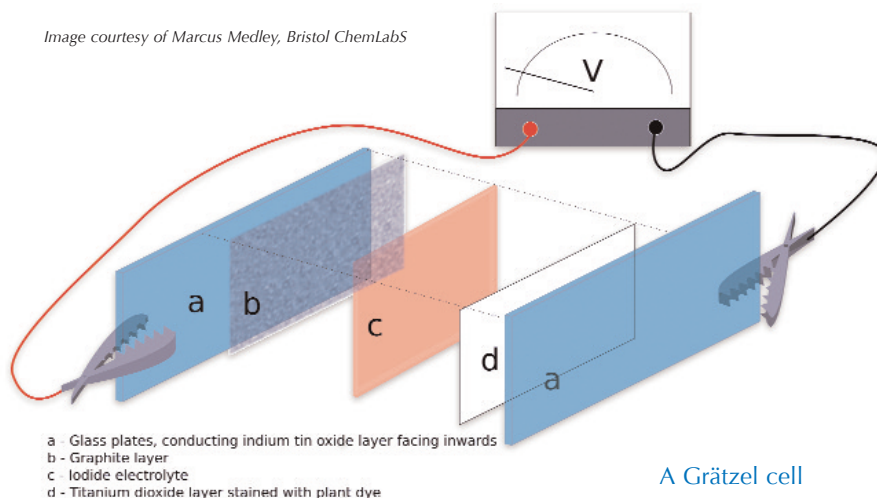 Image courtesy of Marcus Medley, Bristol ChemLabS
V
a
b
c
d
a
a - Glass plates, conducting indium tin oxide layer facing inwards
b - Graphite layer
c - Iodide electrolyte
d - Titanium dioxide layer stained with plant dye
A Grätzel cell